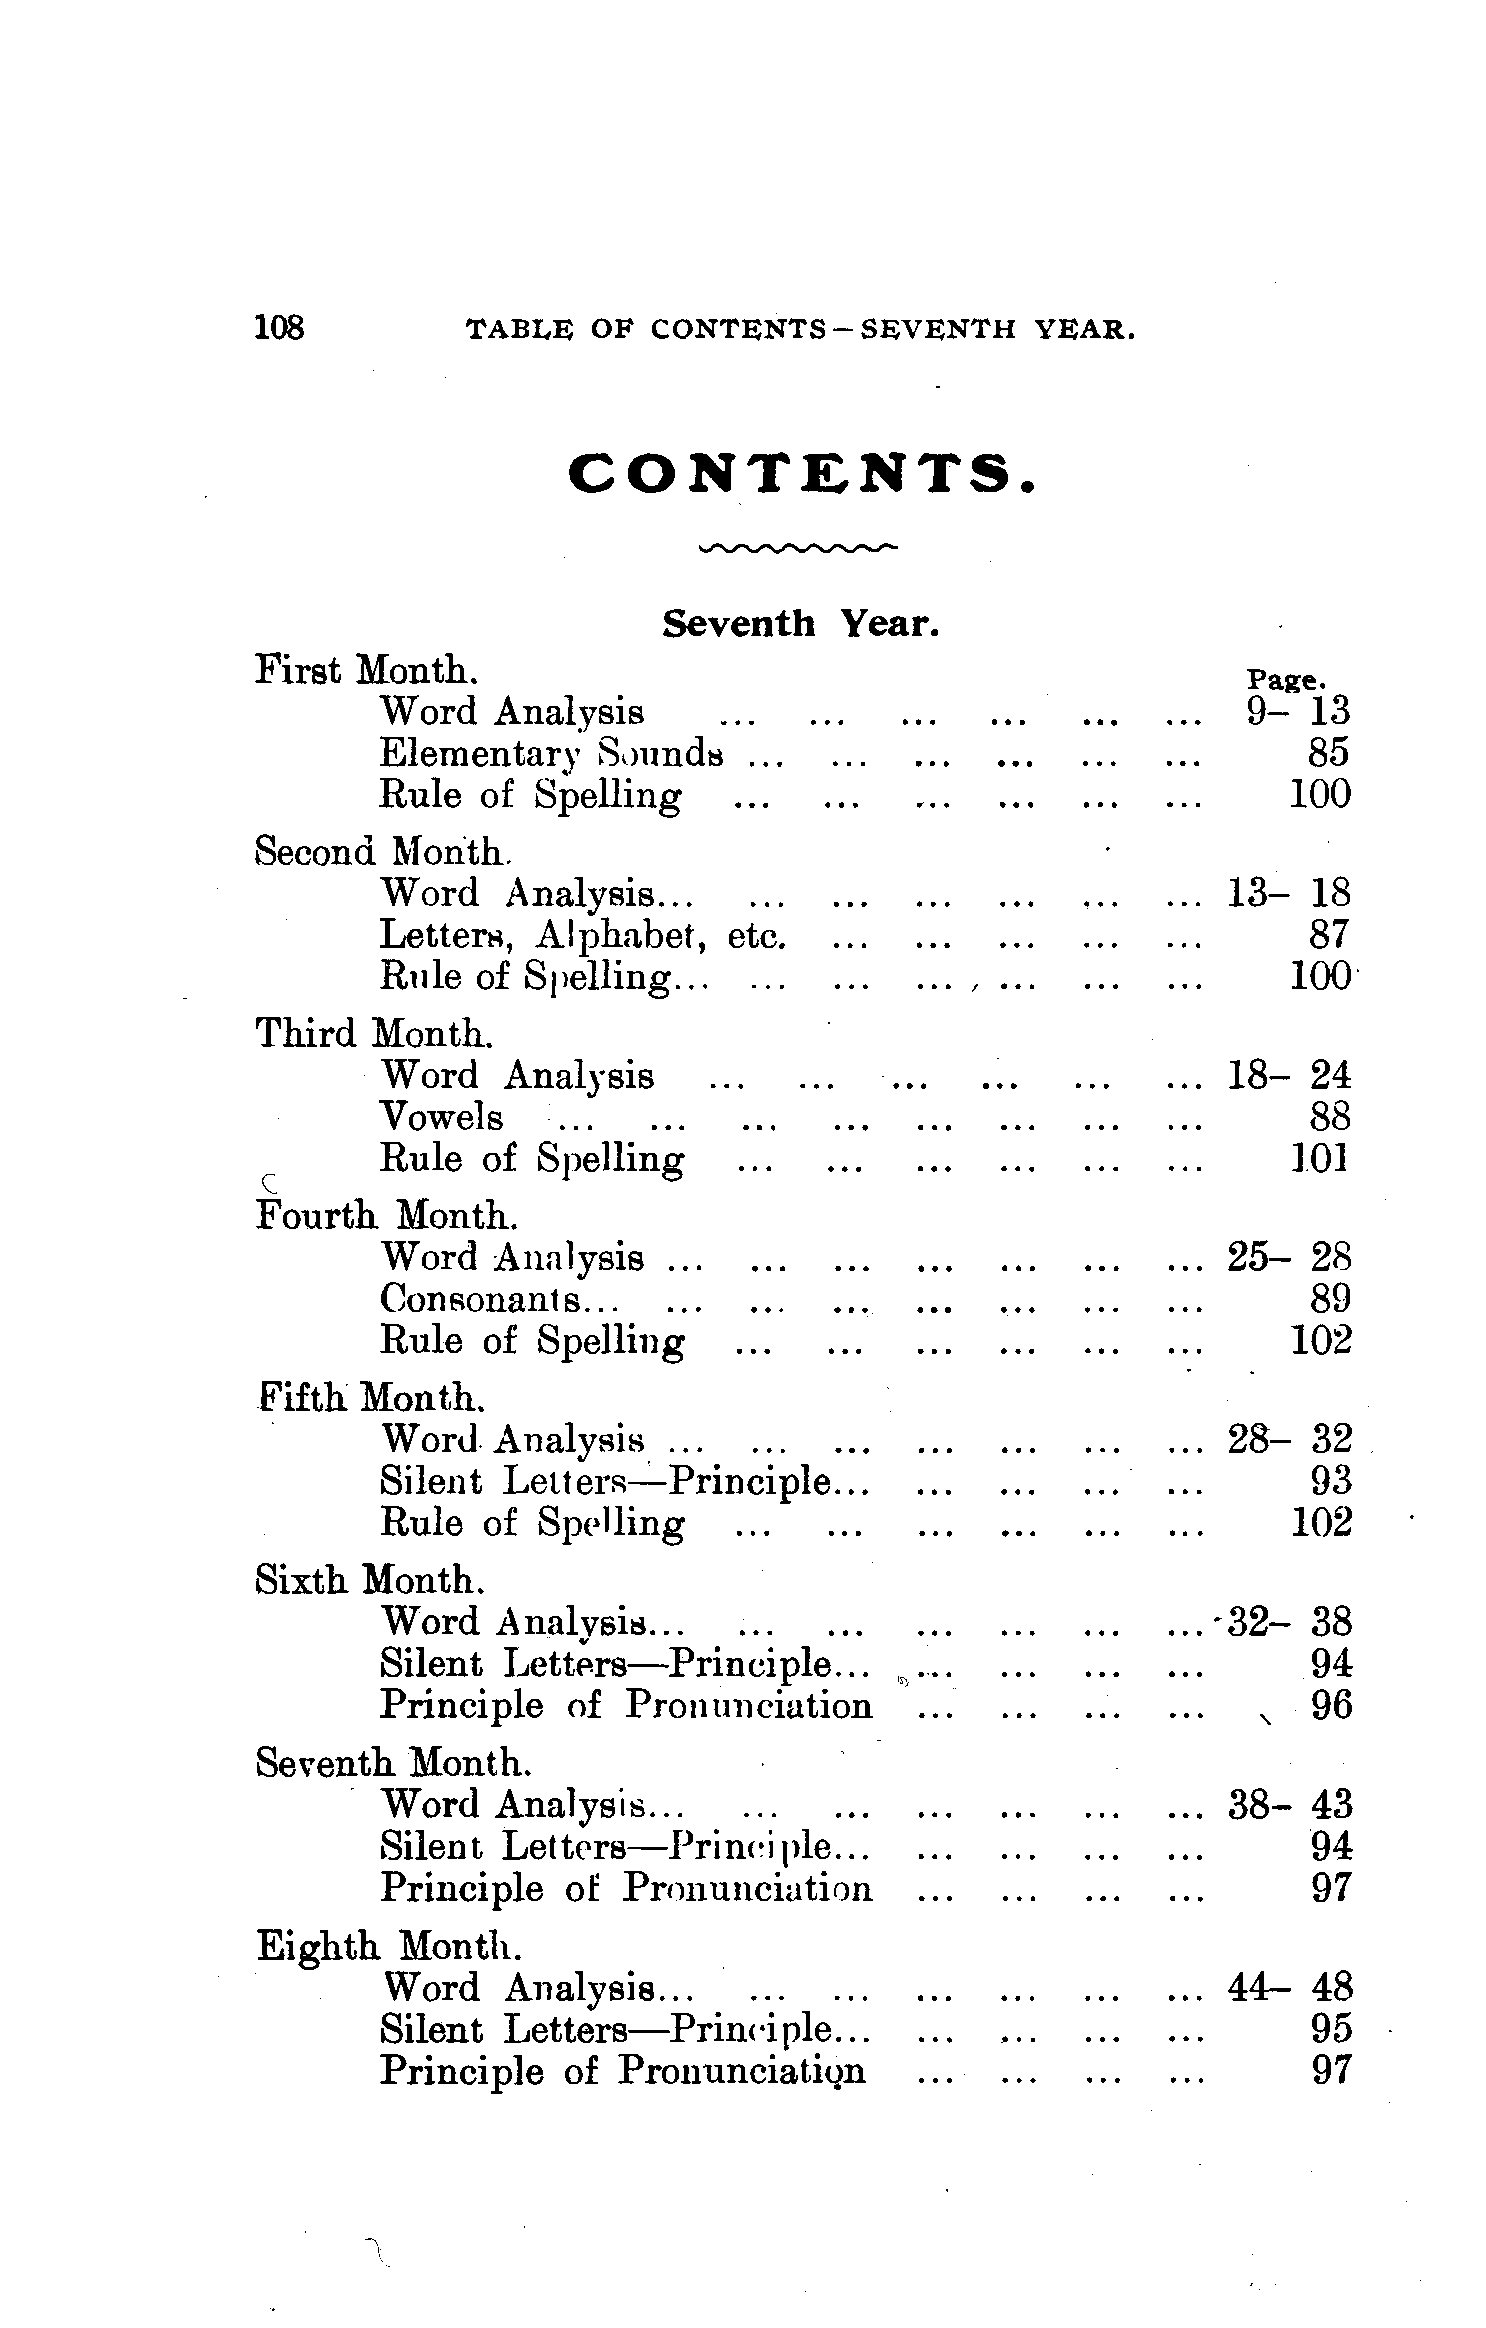 108 TABLE OF CONTENTS – SEVENTH YEAR.
CONTENTS.
Seventh Year.
First Month.
Page.
Word Analysis ... ... ... ... ... ... 9– 13
Elementary Sounds ... ... ... ... ... ... 85
Rule of Spelling ... ... ... ... ... ... 100
Second Month.
Word Analysis... ... ... ... ... ... ... 13– 18
Letters, Alphabet, etc. ... ... ... ... ... 87
Rule of Spelling... ... ... ... ... ... ... 100
Third Month.
Word Analysis ... ... ... ... ... ... 18– 24
Vowels ... ... ... ... ... ... ... ... 88
Rule of Spelling ... ... ... ... ... ... 101
Fourth Month.
Word Analysis ... ... ... ... ... ... ... 25– 28
Consonants... ... ... ... ... ... ... ... 89
Rule of Spelling ... ... ... ... ... ... 102
Fifth Month.
Word Analysis ... ... ... ... ... ... ... 28– 32
Silent Letters—Principle... ... ... ... ... 93
Rule of Spelling ... ... ... ... ... ... 102
Sixth Month.
Word Analysis... ... ... ... ... ... ... 32– 38
Silent Letters—Principle... ... ... ... ... 94
Principle of Pronunciation ... ... ... ... 96
Seventh Month.
Word Analysis... ... ... ... ... ... ... 38– 43
Silent Letters—Principle... ... ... ... ... 94
Principle of Pronunciation ... ... ... ... 97
Eighth Month.
Word Analysis... ... ... ... ... ... ... 44– 48
Silent Letters—Principle... ... ... ... ... 95
Principle of Pronunciation ... ... ... ... 97